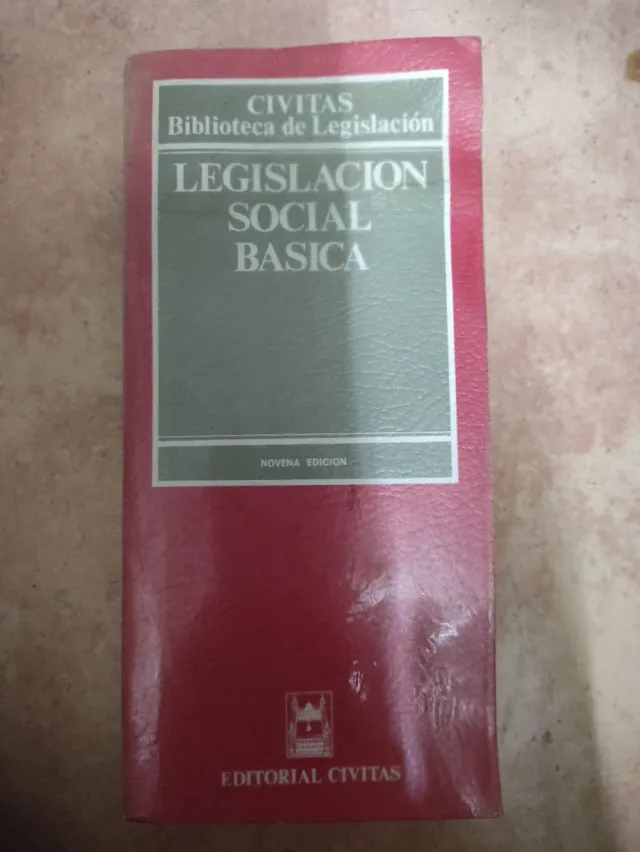 CIVITAS
Biblioteca de Legislación
LEGISLACION
SOCIAL
BASICA
NOVENA EDICION
EDITORIAL CIVITAS